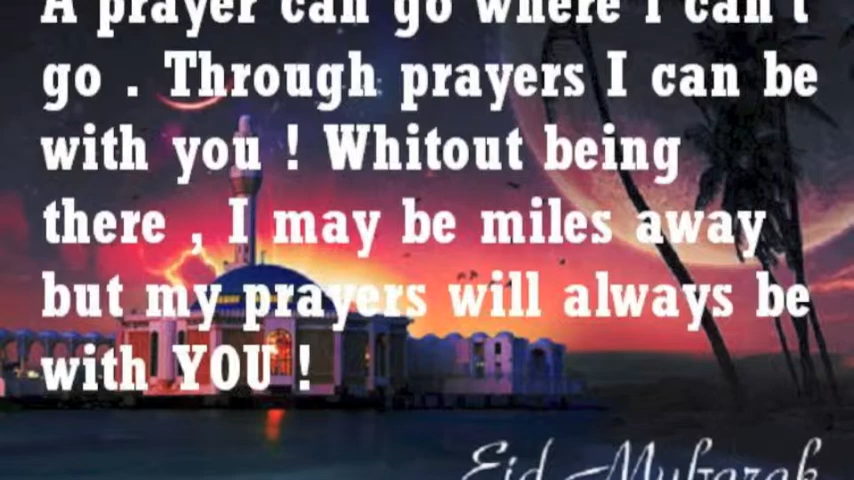 A prayer can go where I can't
go . Through prayers I can be
with you ! Whitout being
there , I may be miles away
but my prayers will always be
with YOU !
Eid Mubarak